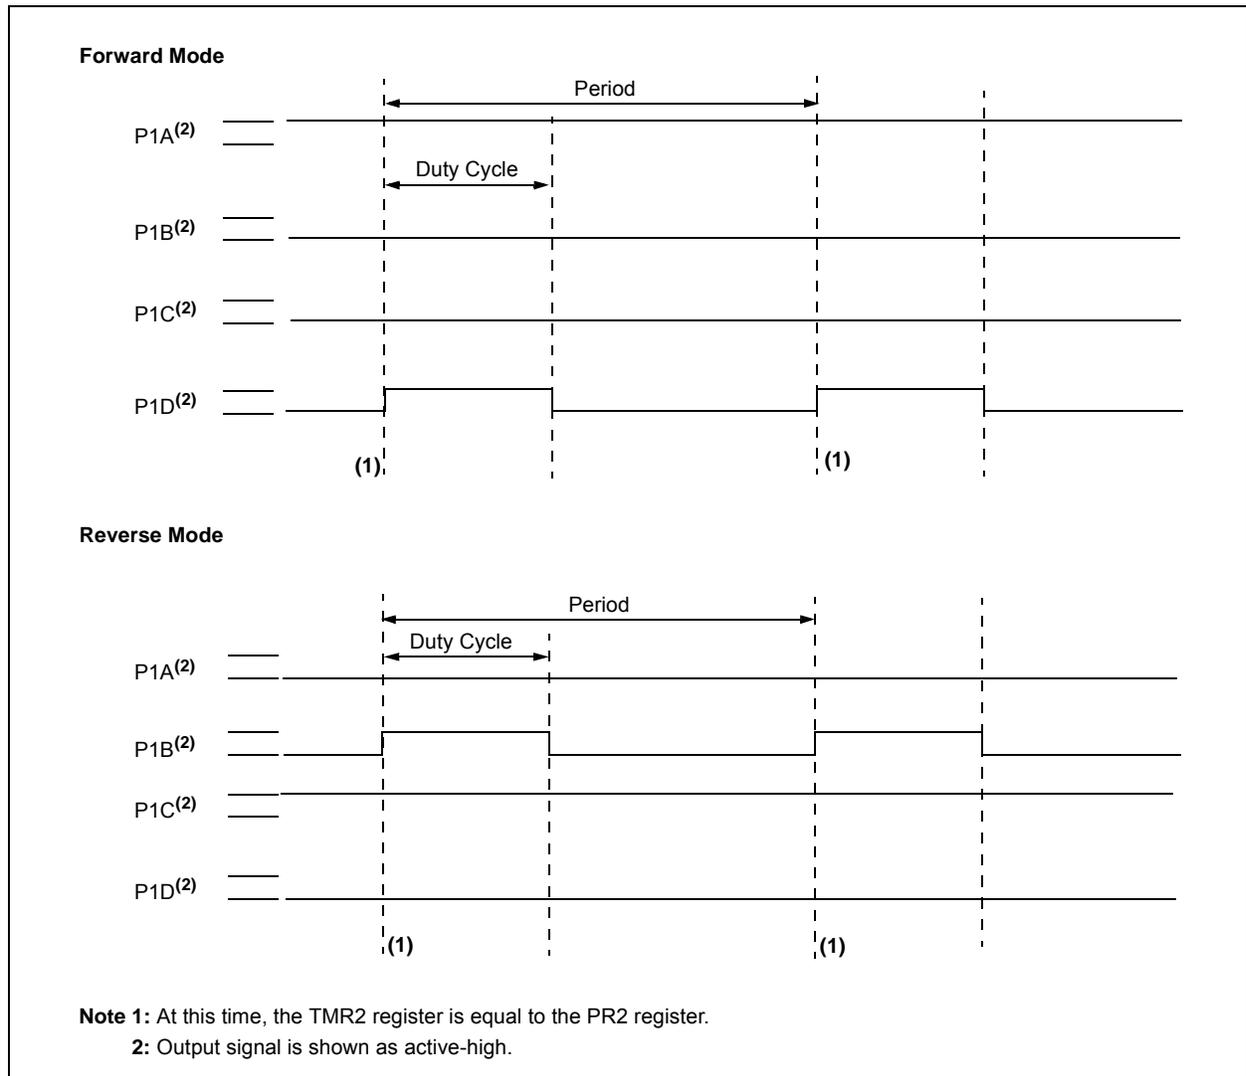 Forward Mode
Period
P1A(2)
Duty Cycle
P1B(2)
P1C(2)
P1D(2)
(1)
(1)
Reverse Mode
Period
Duty Cycle
P1A(2)
P1B(2)
P1C(2)
P1D(2)
(1)
(1)
Note 1: At this time, the TMR2 register is equal to the PR2 register.
2: Output signal is shown as active-high.